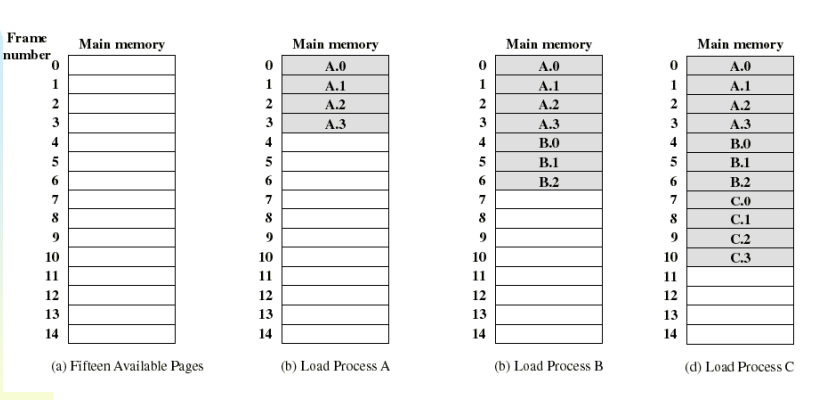 Frame
number
Main memory
0
1
2
3
4
5
6
7
8
9
10
11
12
13
14
(a) Fifteen Available Pages
Main memory
0 A.0
1 A.1
2 A.2
3 A.3
4
5
6
7
8
9
10
11
12
13
14
(b) Load Process A
Main memory
0 A.0
1 A.1
2 A.2
3 A.3
4 B.0
5 B.1
6 B.2
7
8
9
10
11
12
13
14
(b) Load Process B
Main memory
0 A.0
1 A.1
2 A.2
3 A.3
4 B.0
5 B.1
6 B.2
7 C.0
8 C.1
9 C.2
10 C.3
11
12
13
14
(d) Load Process C